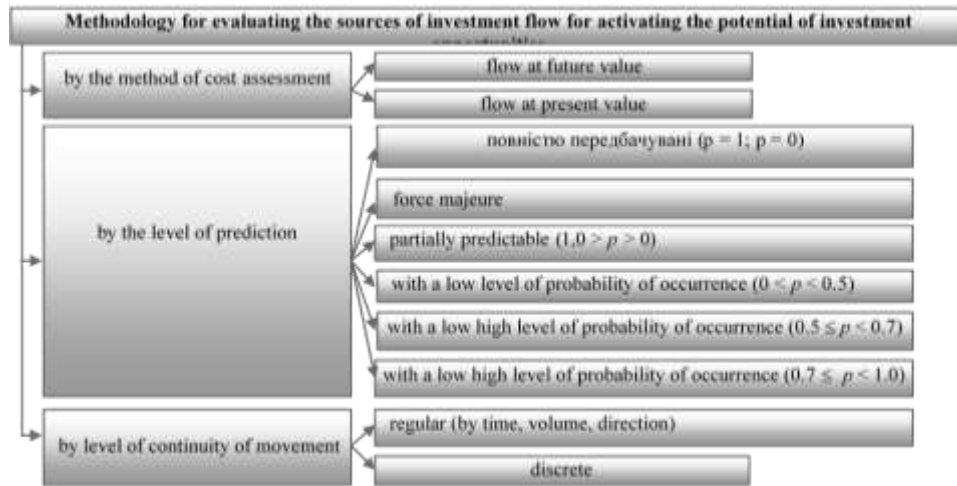 Methodology for evaluating the sources of investment flow for activating the potential of investment
by the method of cost assessment
flow at future value
flow at present value
by the level of prediction
повністю передбачувані (p = 1; p = 0)
force majeure
partially predictable (1,0 > p > 0)
with a low level of probability of occurrence (0 < p < 0.5)
with a low high level of probability of occurrence (0.5 ≤ p < 0.7)
with a low high level of probability of occurrence (0.7 ≤ p < 1.0)
by level of continuity of movement
regular (by time, volume, direction)
discrete